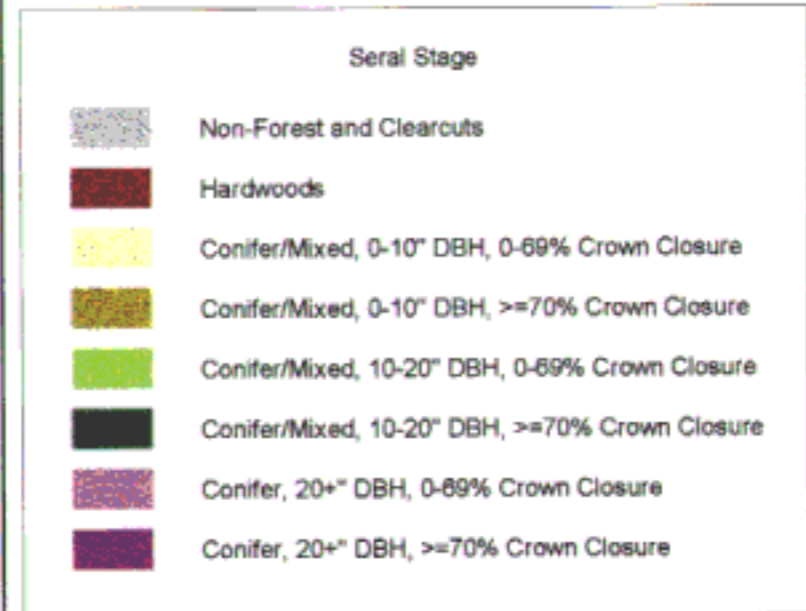 Seral Stage
Non-Forest and Clearcuts
Hardwoods
Conifer/Mixed, 0-10" DBH, 0-69% Crown Closure
Conifer/Mixed, 0-10" DBH, >=70% Crown Closure
Conifer/Mixed, 10-20" DBH, 0-69% Crown Closure
Conifer/Mixed, 10-20" DBH, >=70% Crown Closure
Conifer, 20+" DBH, 0-69% Crown Closure
Conifer, 20+" DBH, >=70% Crown Closure